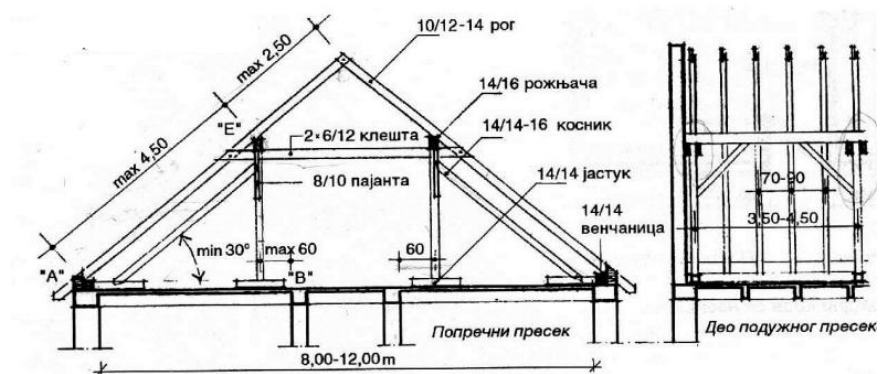 max 2,50
10/12-14 рог
14/16 рожњача
"E"
2×6/12 клешта
14/14-16 косник
max 4,50
8/10 пајанта
14/14 јастук
70-90
14/14
венчаница
3,50-4,50
min 30°
max 60
60
"A"
"B"
Попречни пресек
Део подужног пресека
8,00-12,00 m